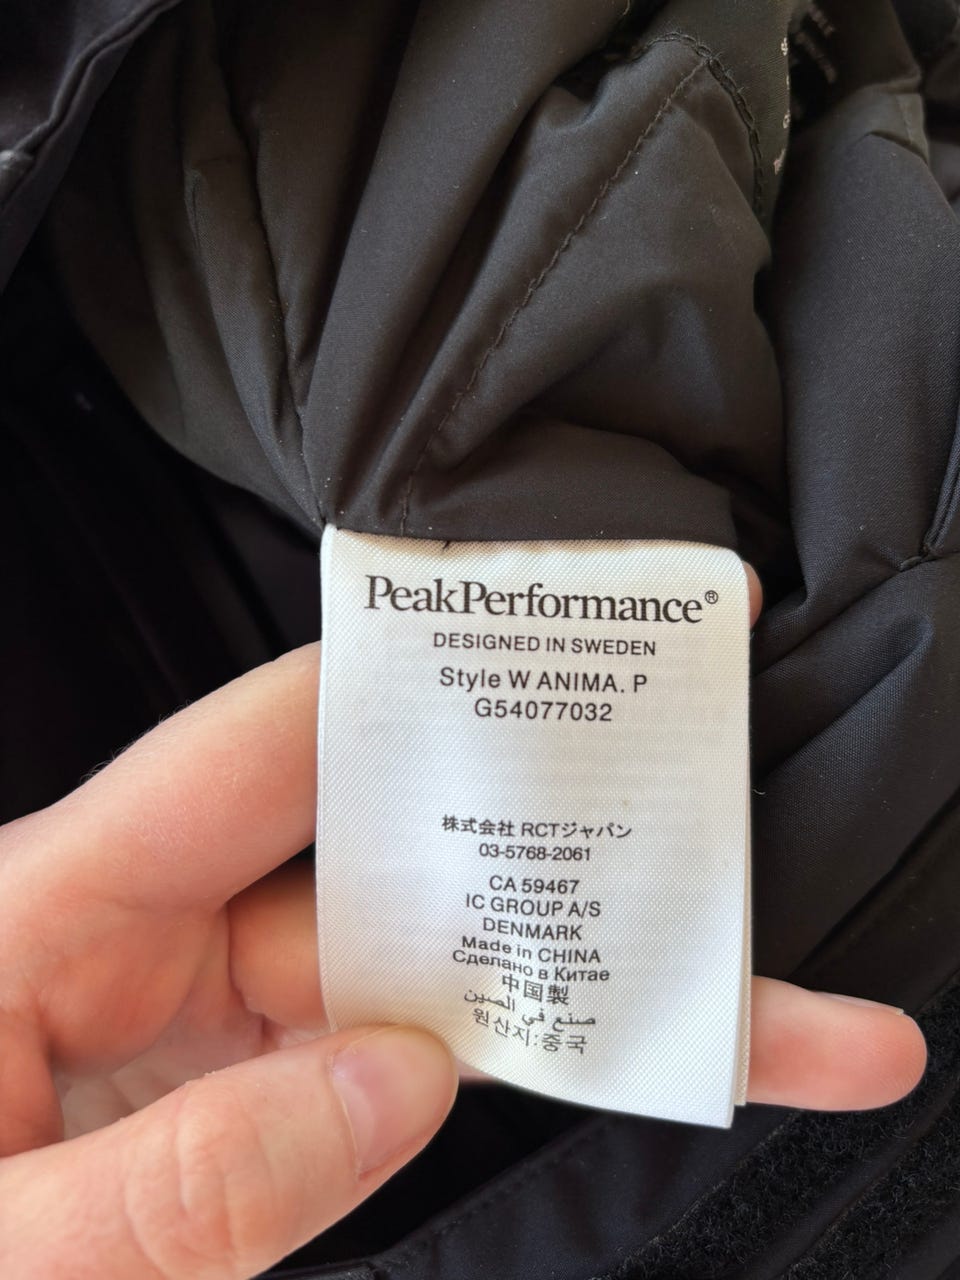 PeakPerformance®
DESIGNED IN SWEDEN
Style W ANIMA. P
G54077032
株式会社 RCTジャパン
03-5768-2061
CA 59467
IC GROUP A/S
DENMARK
Made in CHINA
Сделано в Китае
中国製
صنع في الصين
원산지:중국